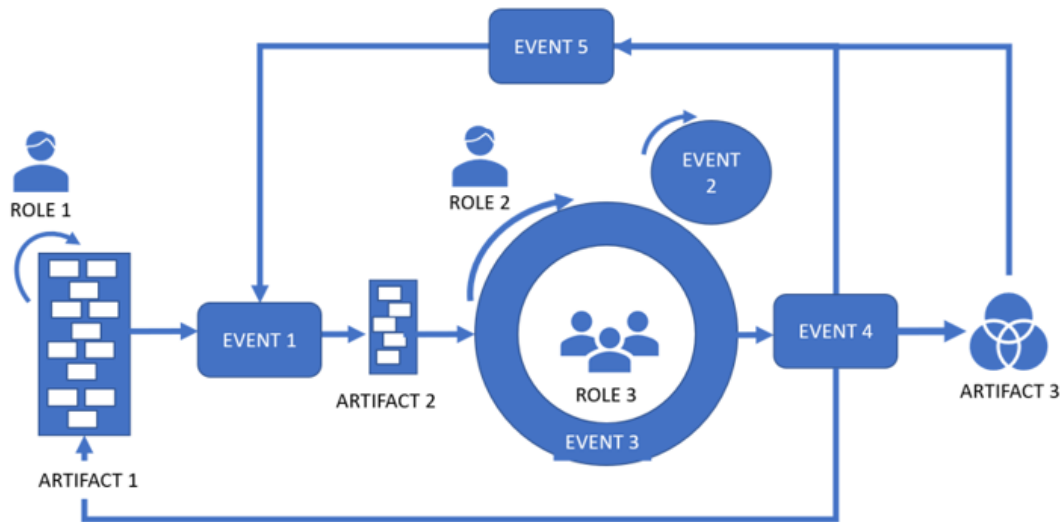 EVENT 5
ROLE 1
ROLE 2
EVENT
2
EVENT 1
ARTIFACT 2
ROLE 3
EVENT 3
EVENT 4
ARTIFACT 3
ARTIFACT 1